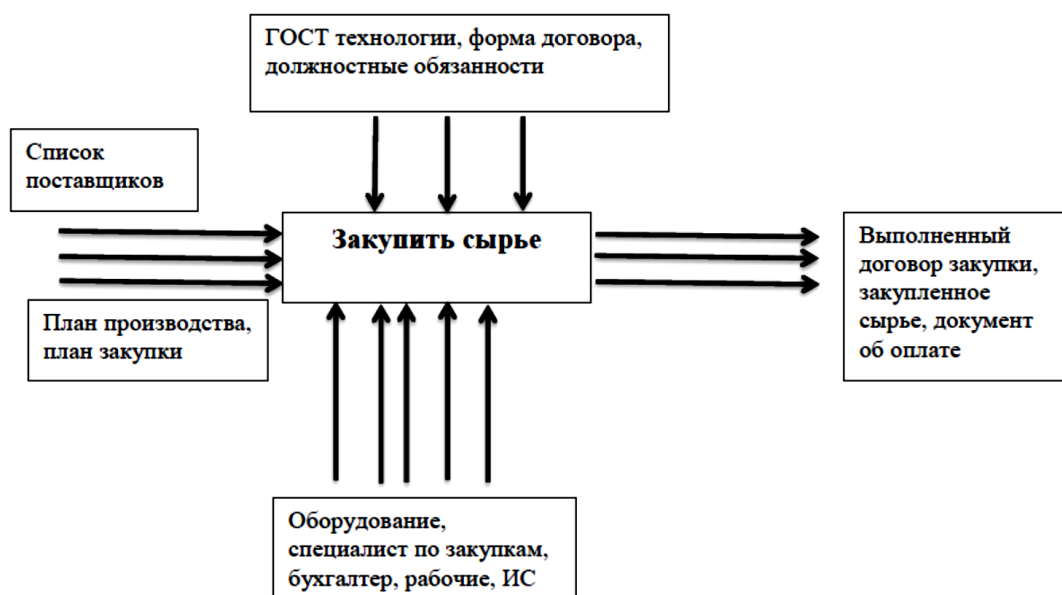 ГОСТ технологии, форма договора,
должностные обязанности
Список
поставщиков
Закупить сырье
Выполненный
договор закупки,
закупленное
сырье, документ
об оплате
План производства,
план закупки
Оборудование,
специалист по закупкам,
бухгалтер, рабочие, ИС